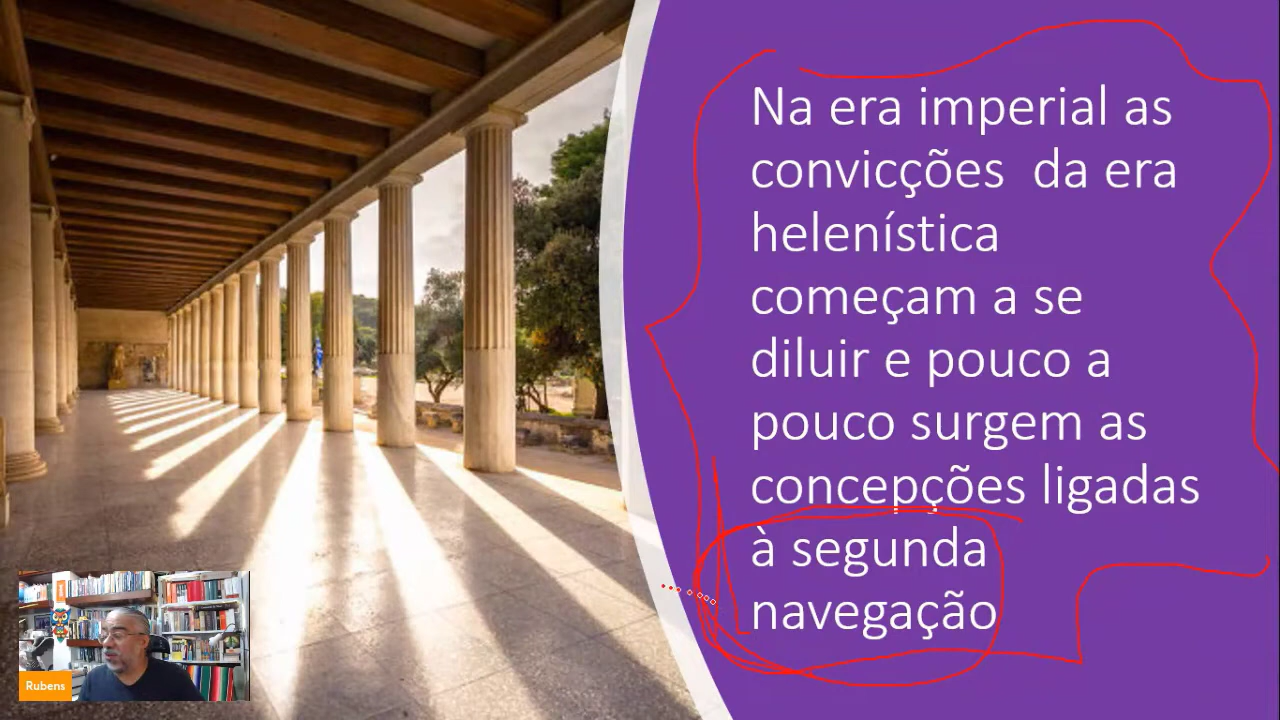 Na era imperial as
convicções  da era
helenística
começam a se
diluir e pouco a
pouco surgem as
concepções ligadas
à segunda
navegação
Rubens